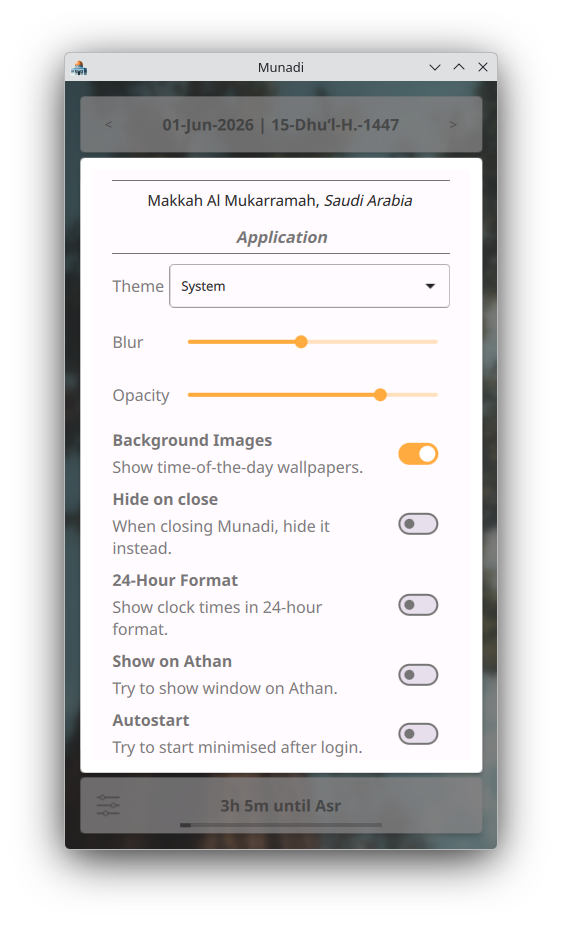 Munadi
< 01-Jun-2026 | 15-Dhuʻl-H.-1447 >
Makkah Al Mukarramah, Saudi Arabia
Application
Theme System
Blur
Opacity
Background Images
Show time-of-the-day wallpapers.
Hide on close
When closing Munadi, hide it
instead.
24-Hour Format
Show clock times in 24-hour
format.
Show on Athan
Try to show window on Athan.
Autostart
Try to start minimised after login.
3h 5m until Asr